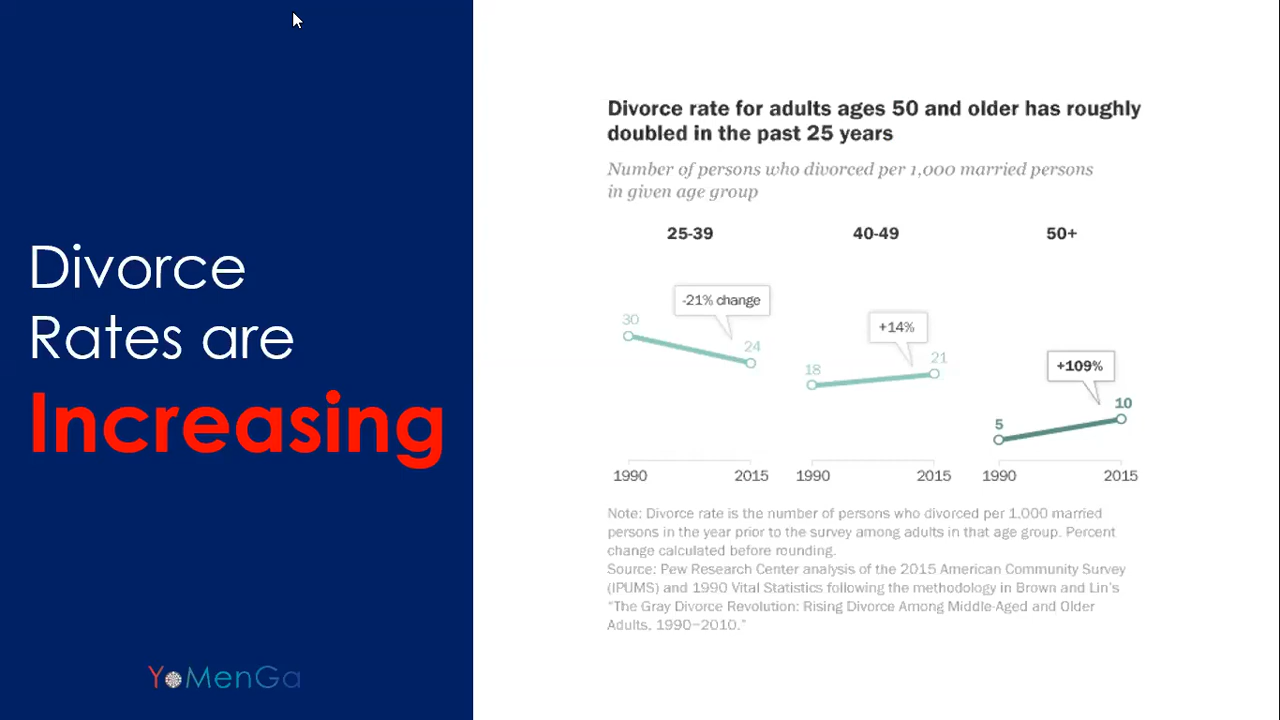 Divorce
Rates are
Increasing
YoMenGa
Divorce rate for adults ages 50 and older has roughly
doubled in the past 25 years
Number of persons who divorced per 1,000 married persons
in given age group
25-39
40-49
50+
-21% change
+14%
+109%
30
24
18
21
5
10
1990
2015
1990
2015
1990
2015
Note: Divorce rate is the number of persons who divorced per 1,000 married
persons in the year prior to the survey among adults in that age group. Percent
change calculated before rounding.
Source: Pew Research Center analysis of the 2015 American Community Survey
(IPUMS) and 1990 Vital Statistics following the methodology in Brown and Lin's
"The Gray Divorce Revolution: Rising Divorce Among Middle-Aged and Older
Adults, 1990−2010."